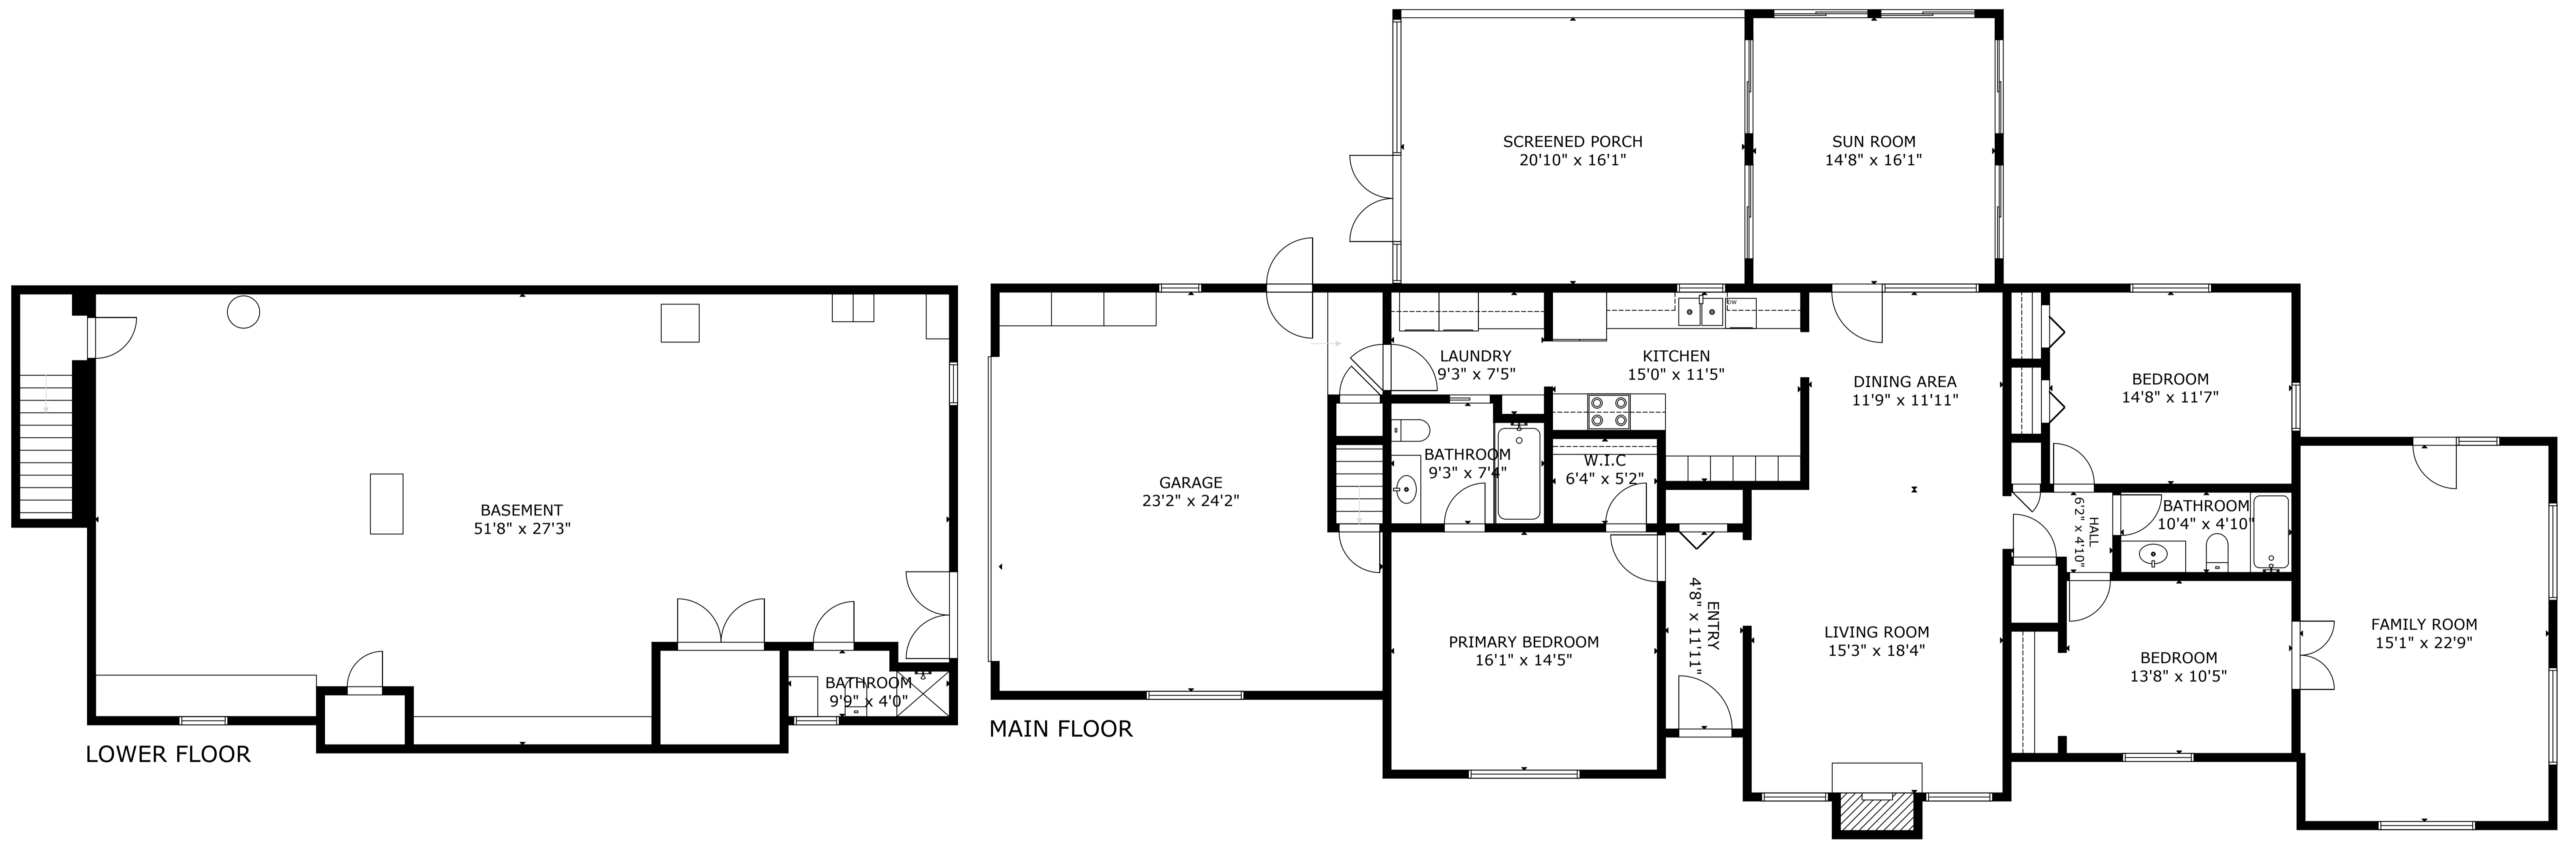 SCREENED PORCH
20'10" x 16'1"
SUN ROOM
14'8" x 16'1"
DW
LAUNDRY
9'3" x 7'5"
KITCHEN
15'0" x 11'5"
DINING AREA
11'9" x 11'11"
BEDROOM
14'8" x 11'7"
BATHROOM
9'3" x 7'4"
W.I.C
6'4" x 5'2"
GARAGE
23'2" x 24'2"
BASEMENT
51'8" x 27'3"
HALL
6'2" x 4'10"
BATHROOM
10'4" x 4'10"
ENTRY
4'8" x 11'11"
PRIMARY BEDROOM
16'1" x 14'5"
LIVING ROOM
15'3" x 18'4"
FAMILY ROOM
15'1" x 22'9"
BEDROOM
13'8" x 10'5"
BATHROOM
9'9" x 4'0"
MAIN FLOOR
LOWER FLOOR